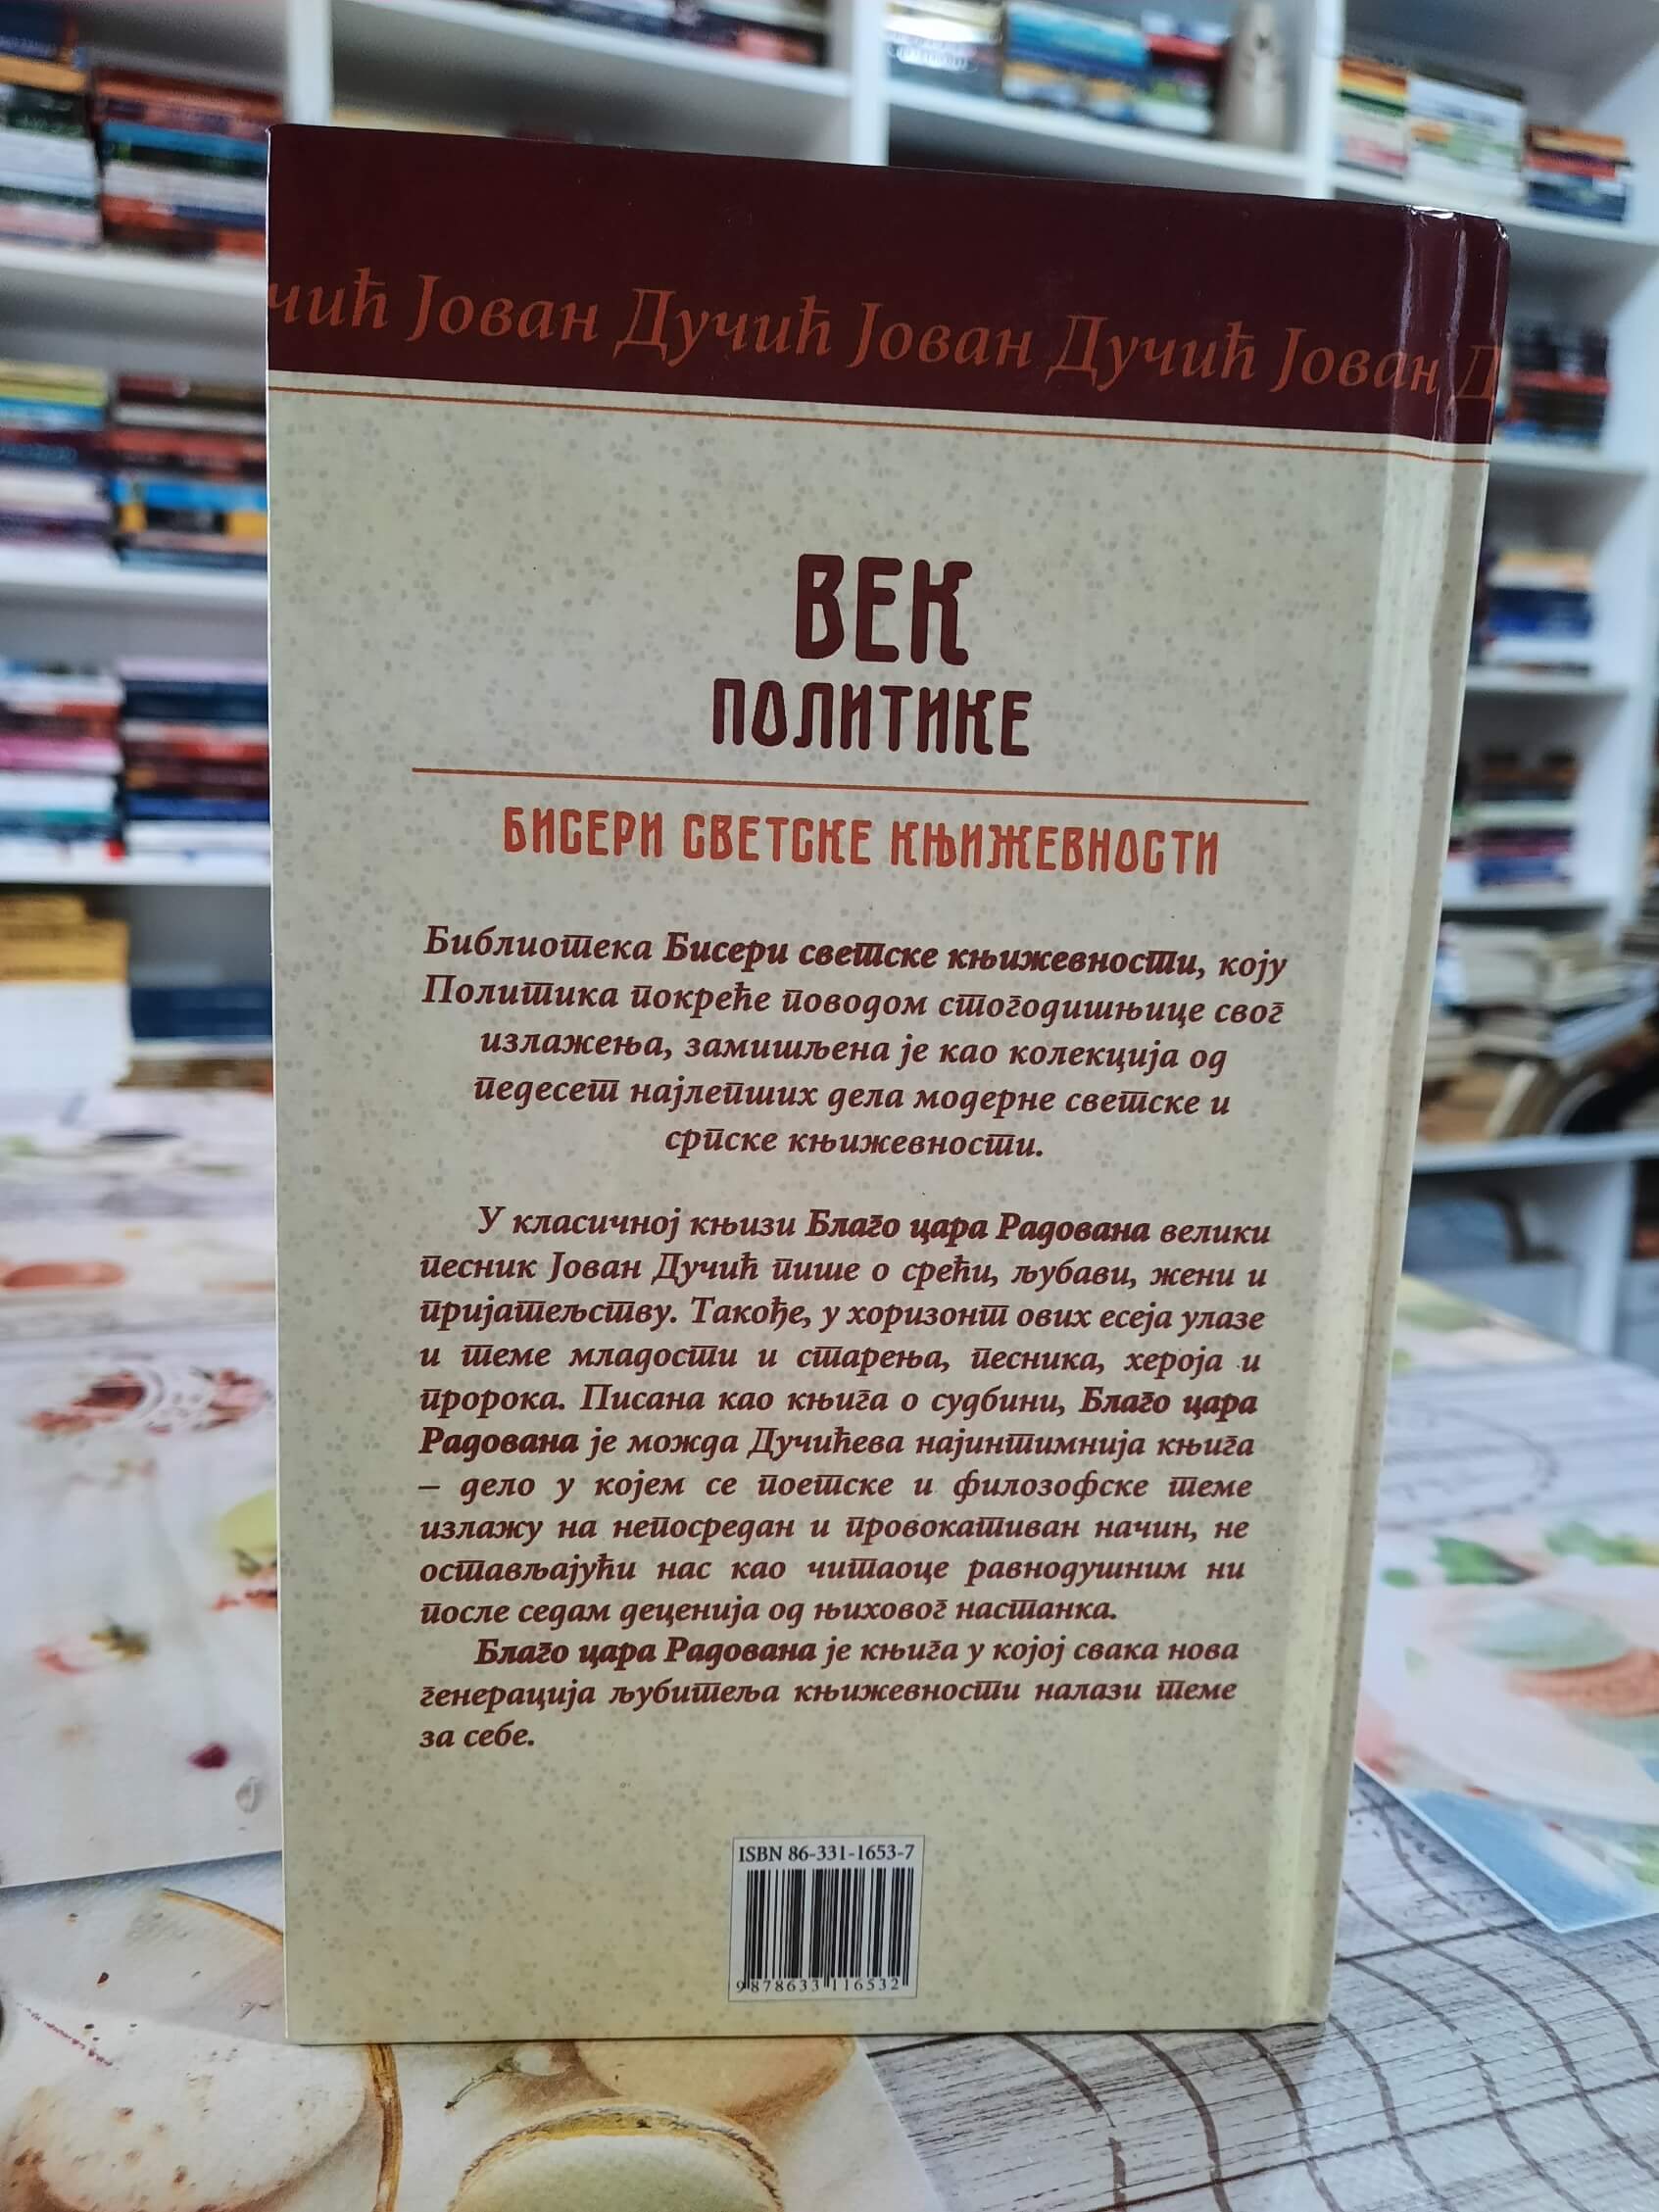 чић Јован Дучић Јован Дучић Јован Д
ВЕК
ПОЛИТИКЕ
БИСЕРИ СВЕТСКЕ КЊИЖЕВНОСТИ
Библиотека Бисери светске књижевности, коју
Политика покреће поводом стогодишњице свог
излажења, замишљена је као колекција од
педесет најлепших дела модерне светске и
српске књижевности.
У класичној књизи Благо цара Радована велики
песник Јован Дучић пише о срећи, љубави, жени и
пријатељству. Такође, у хоризонт ових есеја улазе
и теме младости и старења, песника, хероја и
пророка. Писана као књига о судбини, Благо цара
Радована је можда Дучићева најинтимнија књига
– дело у којем се поетске и филозофске теме
излажу на непосредан и провокативан начин, не
остављајући нас као читаоце равнодушним ни
после седам деценија од њиховог настанка.
Благо цара Радована је књига у којој свака нова
генерација љубитеља књижевности налази теме
за себе.
ISBN 86-331-1653-7
9 788633 116532